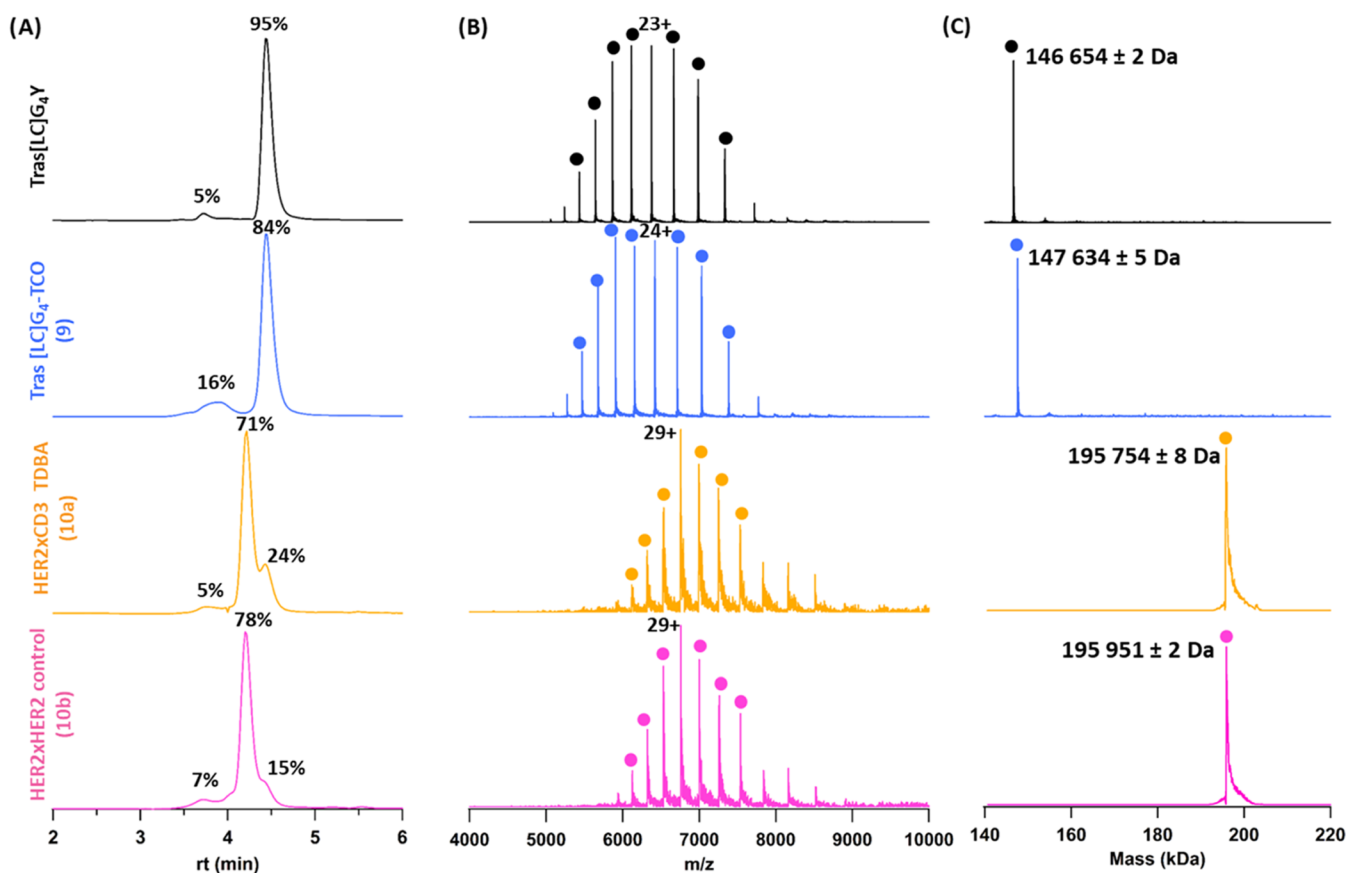 (A)
(B)
(C)
Tras[LC]G₄Y
95%
5%
23+
146 654 ± 2 Da
Tras [LC]G₄-TCO
(9)
84%
16%
24+
147 634 ± 5 Da
HER2xCD3 TDBA
(10a)
71%
24%
5%
29+
195 754 ± 8 Da
HER2xHER2 control
(10b)
78%
15%
7%
29+
195 951 ± 2 Da
2 3 4 5 6
rt (min)
4000 5000 6000 7000 8000 9000 10000
m/z
140 160 180 200 220
Mass (kDa)